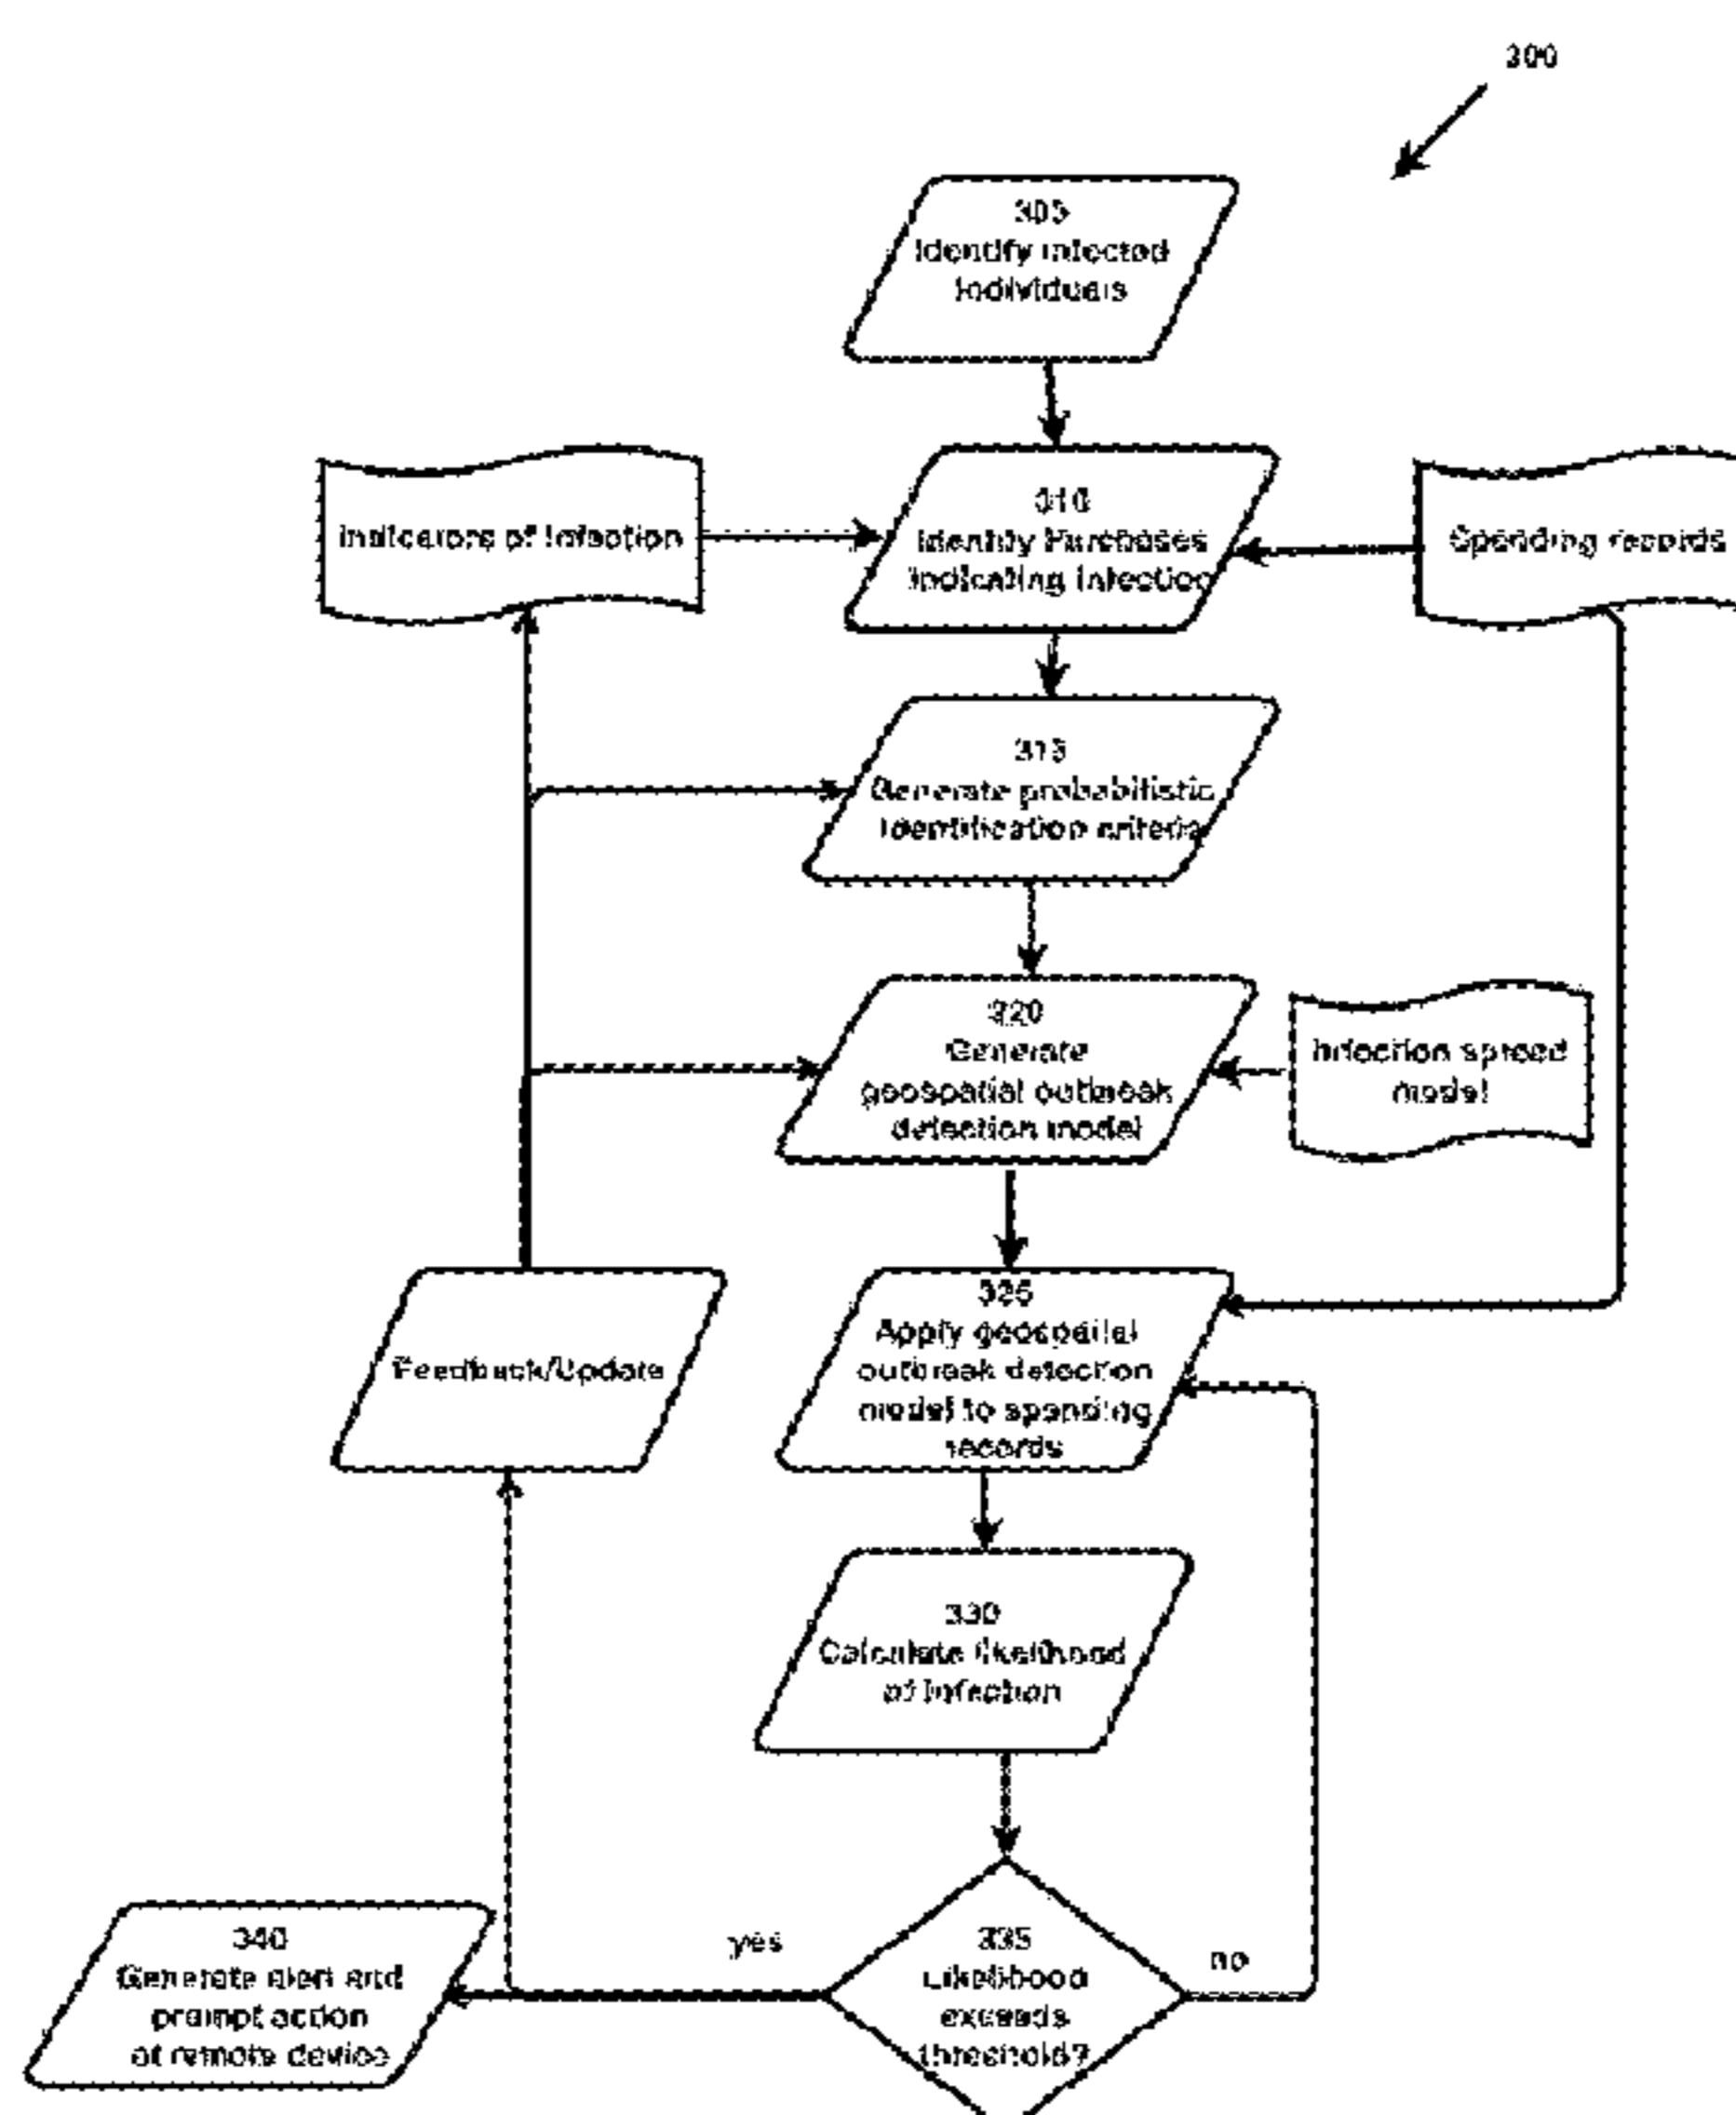 300
305
Identify infected
Individuals
Indicators of Infection
310
Identify Purchases
Indicating Infection
Spending records
315
Generate probabilistic
Identification criteria
320
Generate
geospatial outbreak
detection model
Infection spread
model
325
Apply geospatial
outbreak detection
model to spending
records
Feedback/Update
330
Calculate likelihood
of Infection
335
Likelihood
exceeds
threshold?
yes
no
340
Generate alert and
prompt action
at remote device